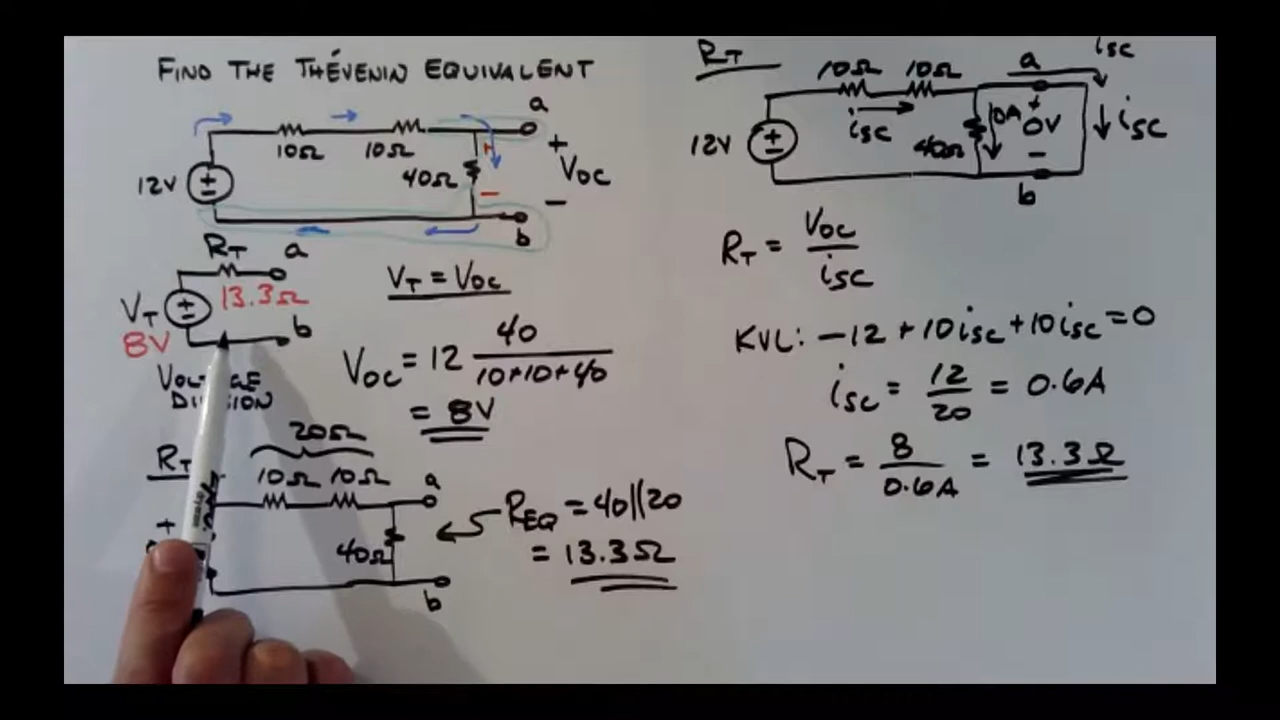 FIND THE THÉVENIN EQUIVALENT
a
10Ω 10Ω
12V
+
-
40Ω
+
-
+
Voc
-
b
RT a
13.3Ω
VT
+
-
8V
b
VT = Voc
VOLTAGE
DIVISION
Voc = 12 40
10+10+40
= 8V
RT
20Ω
10Ω 10Ω
a
+
40Ω
b
REQ = 40||20
= 13.3Ω
RT
10Ω 10Ω
a
isc
12V
+
-
isc
40Ω
0A
+
0V
-
isc
b
RT = Voc
isc
KVL: -12 + 10isc + 10isc = 0
isc = 12 = 0.6A
20
RT = 8 = 13.3Ω
0.6A